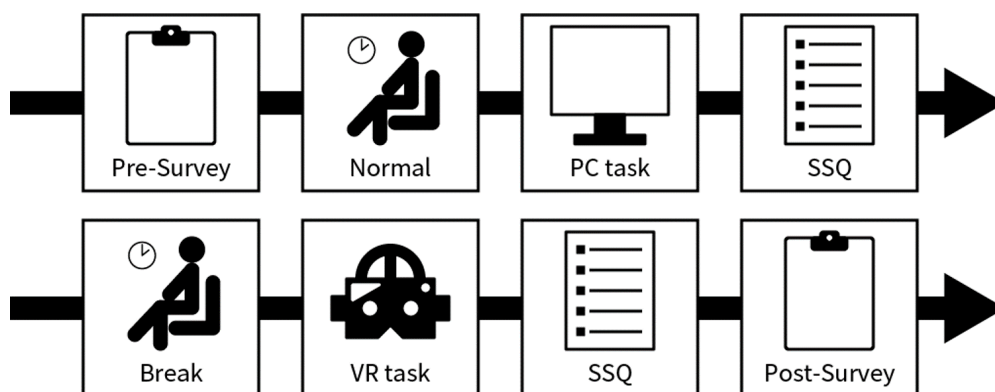 Pre-Survey
Normal
PC task
SSQ
Break
VR task
SSQ
Post-Survey